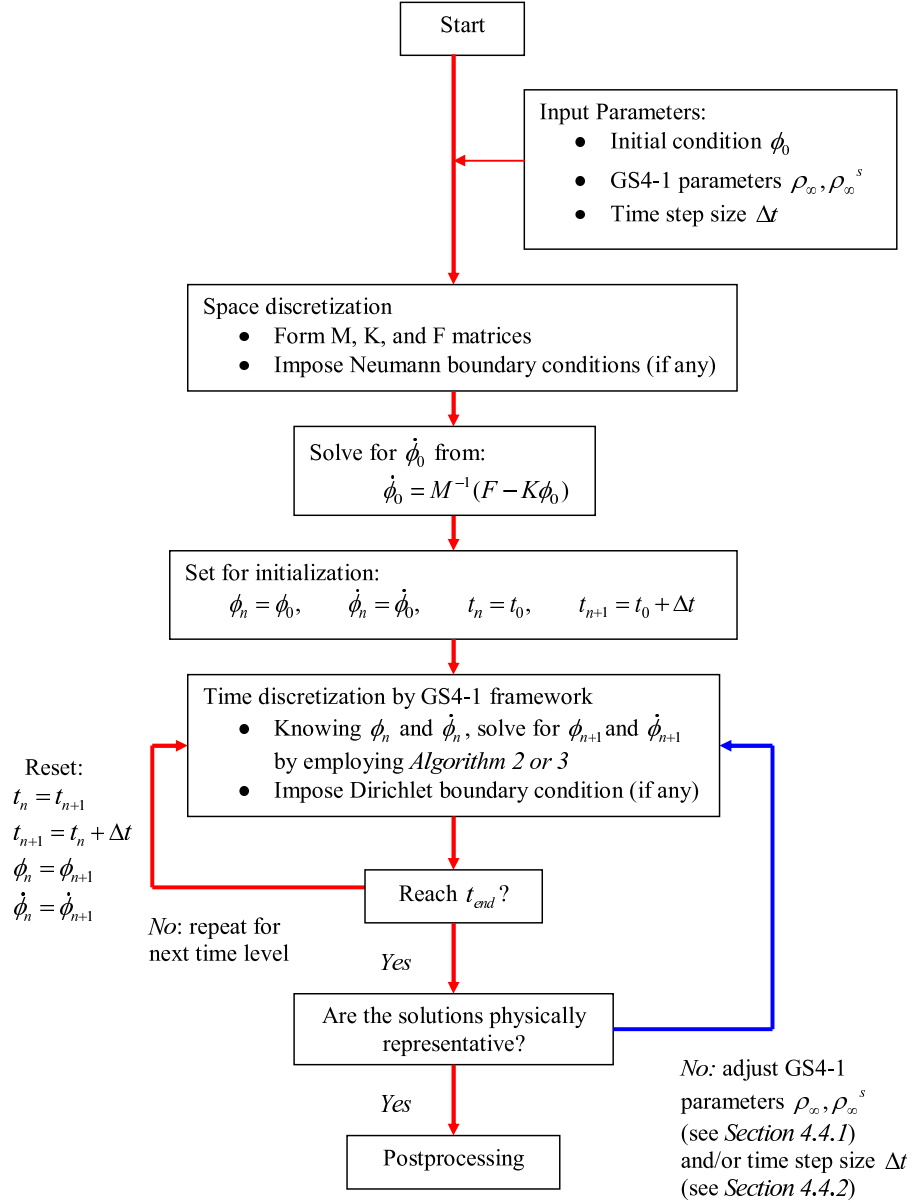 Start
Input Parameters:
● Initial condition ϕ₀
● GS4-1 parameters ρ∞, ρ∞ˢ
● Time step size Δt
Space discretization
● Form M, K, and F matrices
● Impose Neumann boundary conditions (if any)
Solve for ϕ̇₀ from:
ϕ̇₀ = M⁻¹(F − Kϕ₀)
Set for initialization:
ϕₙ = ϕ₀, ϕ̇ₙ = ϕ̇₀, tₙ = t₀, tₙ₊₁ = t₀ + Δt
Time discretization by GS4-1 framework
● Knowing ϕₙ and ϕ̇ₙ, solve for ϕₙ₊₁ and ϕ̇ₙ₊₁
by employing Algorithm 2 or 3
● Impose Dirichlet boundary condition (if any)
Reset:
tₙ = tₙ₊₁
tₙ₊₁ = tₙ + Δt
ϕₙ = ϕₙ₊₁
ϕ̇ₙ = ϕ̇ₙ₊₁
Reach t_end ?
No: repeat for
next time level
Yes
Are the solutions physically
representative?
No: adjust GS4-1
parameters ρ∞, ρ∞ˢ
(see Section 4.4.1)
and/or time step size Δt
(see Section 4.4.2)
Yes
Postprocessing